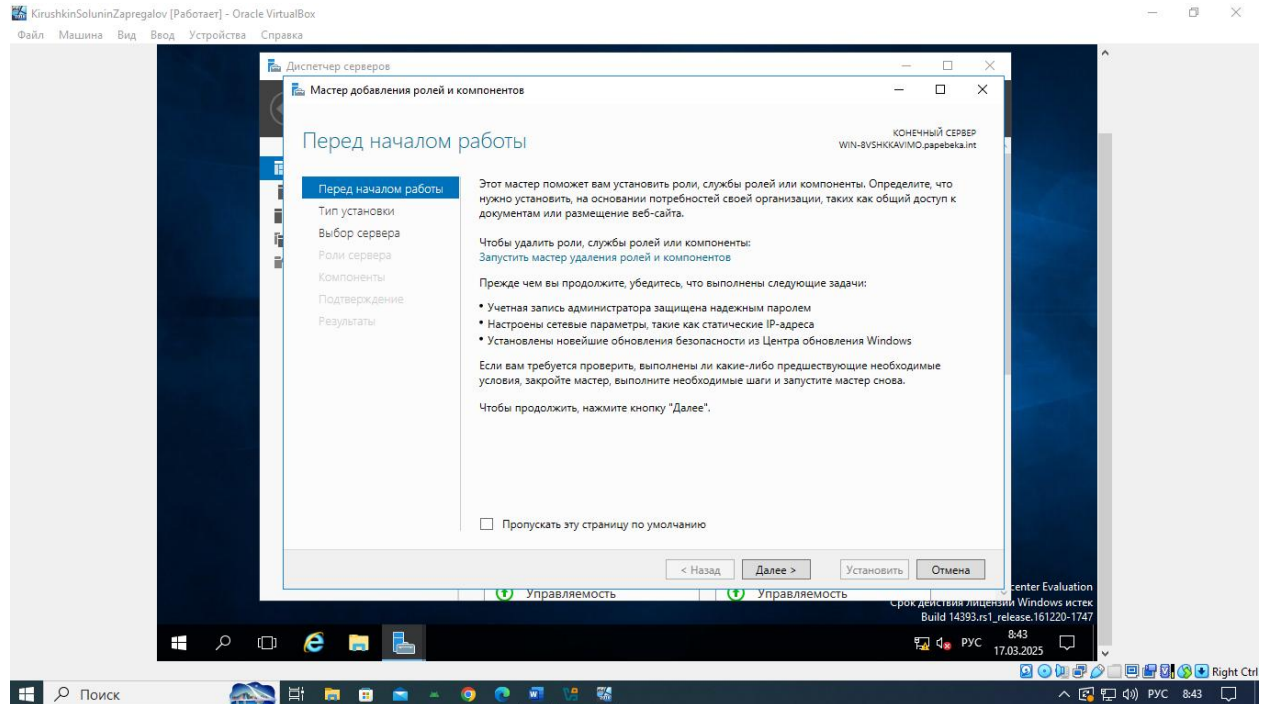 KirushkinSoluninZapregalov [Работает] - Oracle VirtualBox
Файл Машина Вид Ввод Устройства Справка
Диспетчер серверов
Мастер добавления ролей и компонентов
Перед началом работы
КОНЕЧНЫЙ СЕРВЕР
WIN-8VSHKKAVIMO.papebeka.int
Перед началом работы
Тип установки
Выбор сервера
Роли сервера
Компоненты
Подтверждение
Результаты
Этот мастер поможет вам установить роли, службы ролей или компоненты. Определите, что
нужно установить, на основании потребностей своей организации, таких как общий доступ к
документам или размещение веб-сайта.
Чтобы удалить роли, службы ролей или компоненты:
Запустить мастер удаления ролей и компонентов
Прежде чем вы продолжите, убедитесь, что выполнены следующие задачи:
• Учетная запись администратора защищена надежным паролем
• Настроены сетевые параметры, такие как статические IP-адреса
• Установлены новейшие обновления безопасности из Центра обновления Windows
Если вам требуется проверить, выполнены ли какие-либо предшествующие необходимые
условия, закройте мастер, выполните необходимые шаги и запустите мастер снова.
Чтобы продолжить, нажмите кнопку "Далее".
Пропускать эту страницу по умолчанию
< Назад Далее > Установить Отмена
Управляемость Управляемость
center Evaluation
Срок действия лицензии Windows истек
Build 14393.rs1_release.161220-1747
РУС 8:43
17.03.2025
Right Ctrl
Поиск
РУС 8:43